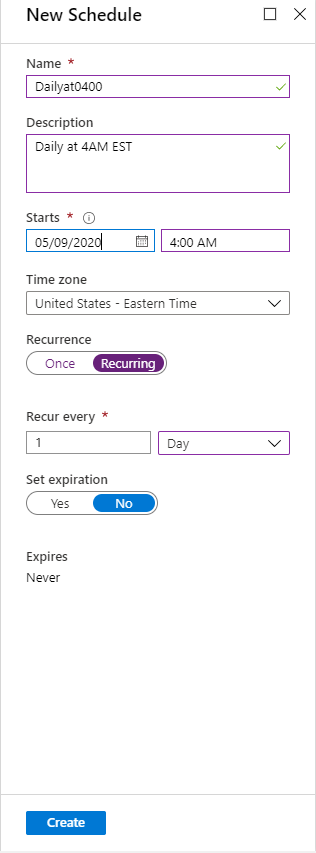 New Schedule
Name *
Dailyat0400
Description
Daily at 4AM EST
Starts *
05/09/2020 4:00 AM
Time zone
United States - Eastern Time
Recurrence
Once Recurring
Recur every *
1 Day
Set expiration
Yes No
Expires
Never
Create